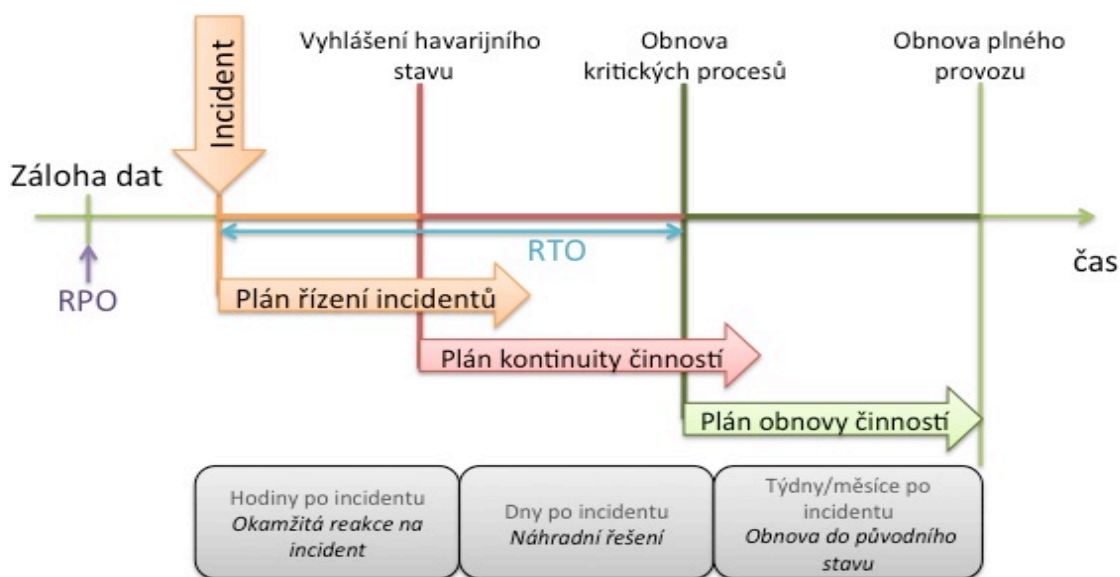 Incident
Vyhlášení havarijního
stavu
Obnova
kritických procesů
Obnova plného
provozu
Záloha dat
RPO
RTO
čas
Plán řízení incidentů
Plán kontinuity činností
Plán obnovy činností
Hodiny po incidentu
Okamžitá reakce na
incident
Dny po incidentu
Náhradní řešení
Týdny/měsíce po
incidentu
Obnova do původního
stavu